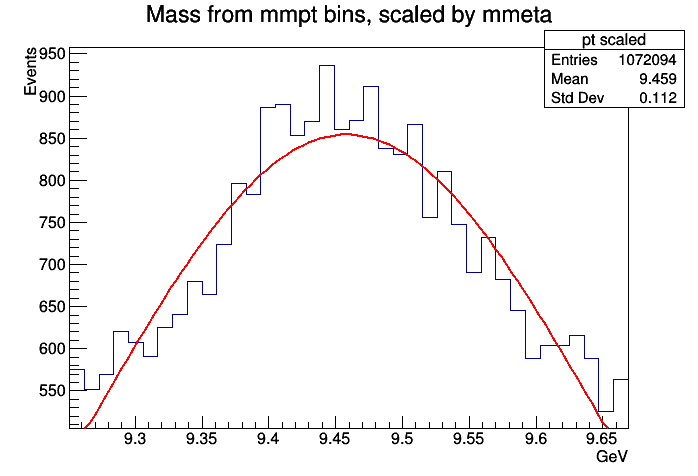 Mass from mmpt bins, scaled by mmeta
pt scaled
Entries 1072094
Mean 9.459
Std Dev 0.112
Events
950
900
850
800
750
700
650
600
550
9.3 9.35 9.4 9.45 9.5 9.55 9.6 9.65
GeV